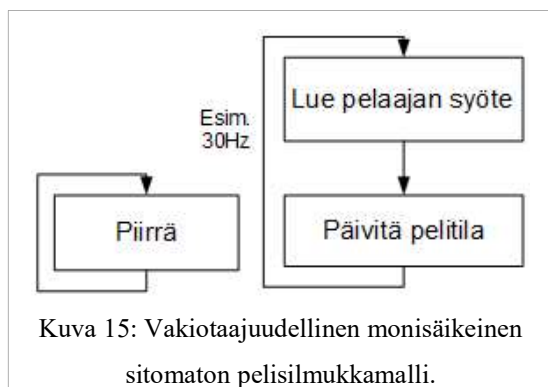 Lue pelaajan syöte
Esim.
30Hz
Piirrä
Päivitä pelitila
Kuva 15: Vakiotaajuudellinen monisäikeinen
sitomaton pelisilmukkamalli.